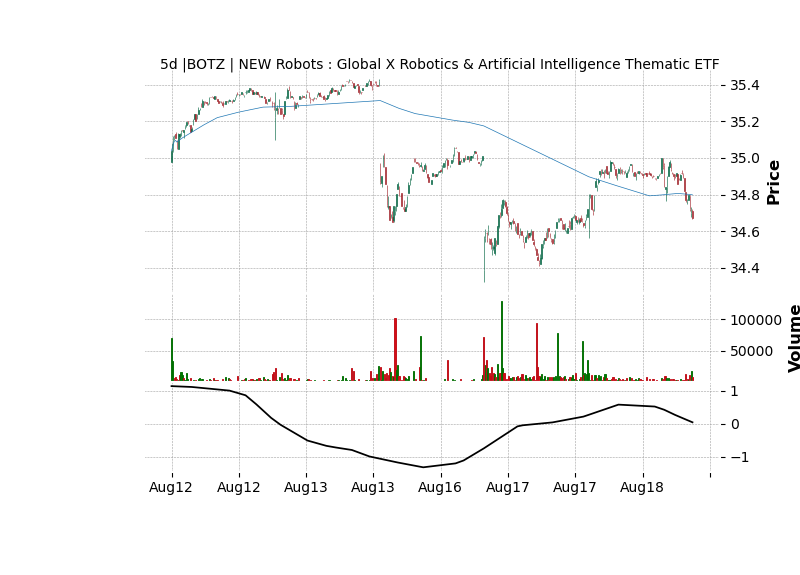 5d |BOTZ | NEW Robots : Global X Robotics & Artificial Intelligence Thematic ETF
35.4
35.2
35.0
34.8
34.6
34.4
Price
100000
50000
Volume
1
0
−1
Aug12 Aug12 Aug13 Aug13 Aug16 Aug17 Aug17 Aug18